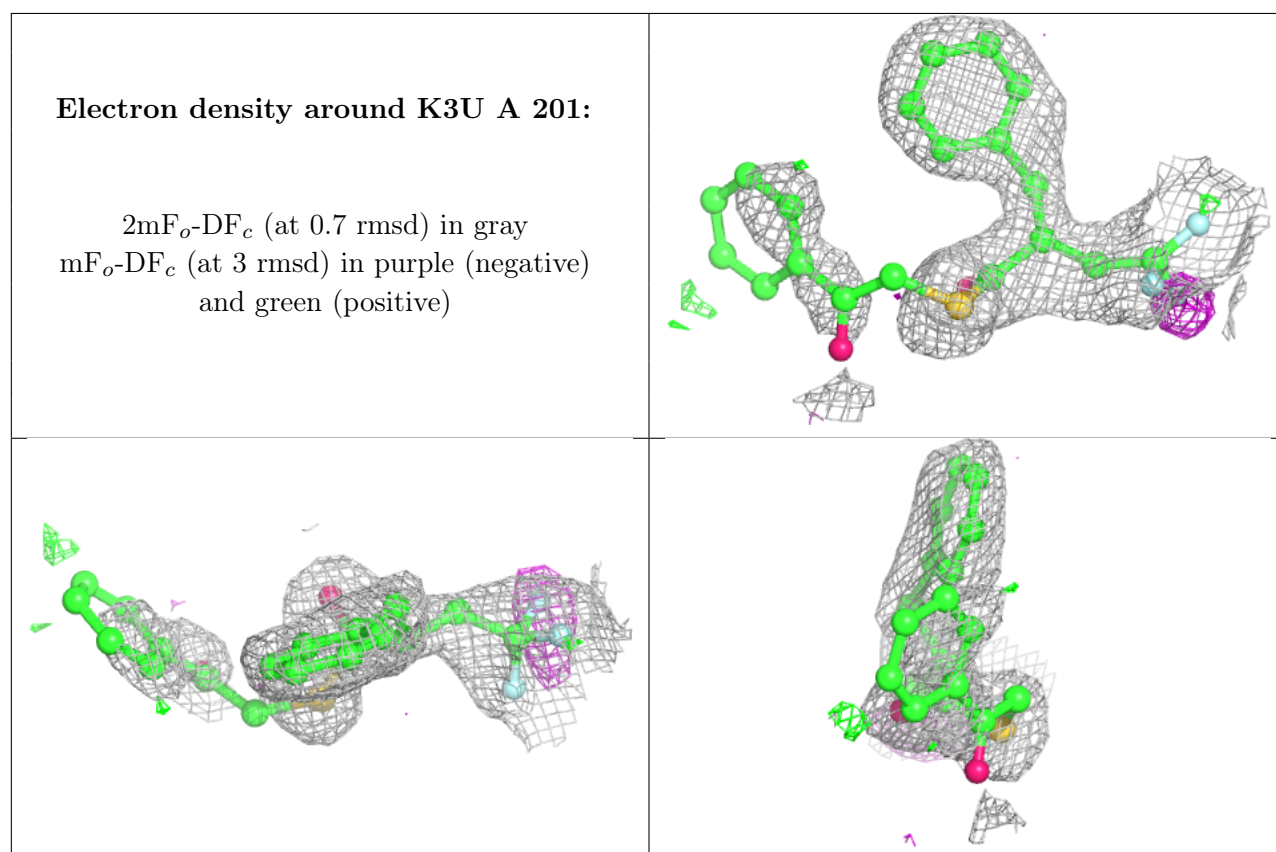 Electron density around K3U A 201:
2mFo-DFc (at 0.7 rmsd) in gray
mFo-DFc (at 3 rmsd) in purple (negative)
and green (positive)